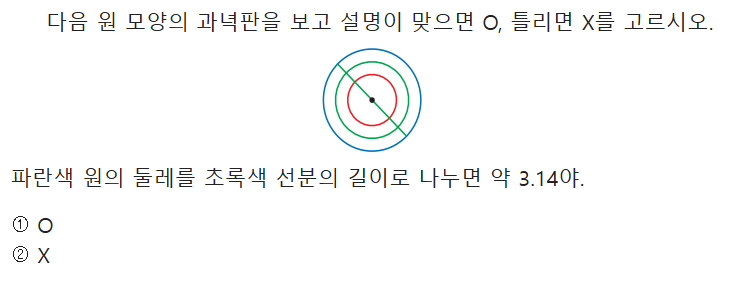 다음 원 모양의 과녁판을 보고 설명이 맞으면 O, 틀리면 X를 고르시오.
파란색 원의 둘레를 초록색 선분의 길이로 나누면 약 3.14야.
① O
② X